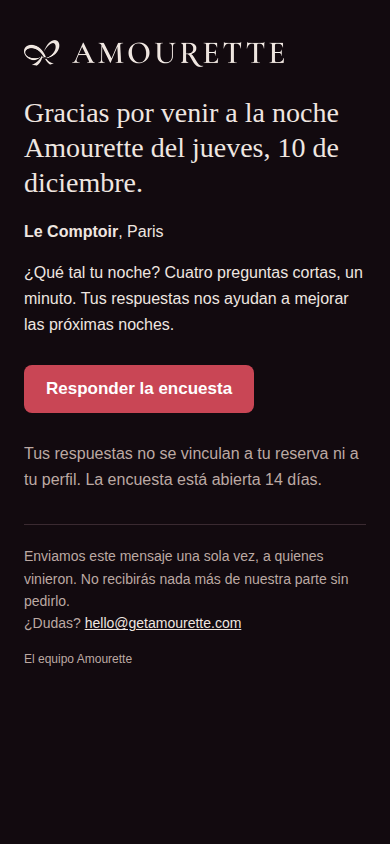 AMOURETTE
Gracias por venir a la noche
Amourette del jueves, 10 de
diciembre.
Le Comptoir, Paris
¿Qué tal tu noche? Cuatro preguntas cortas, un
minuto. Tus respuestas nos ayudan a mejorar
las próximas noches.
Responder la encuesta
Tus respuestas no se vinculan a tu reserva ni a
tu perfil. La encuesta está abierta 14 días.
Enviamos este mensaje una sola vez, a quienes
vinieron. No recibirás nada más de nuestra parte sin
pedirlo.
¿Dudas? hello@getamourette.com
El equipo Amourette